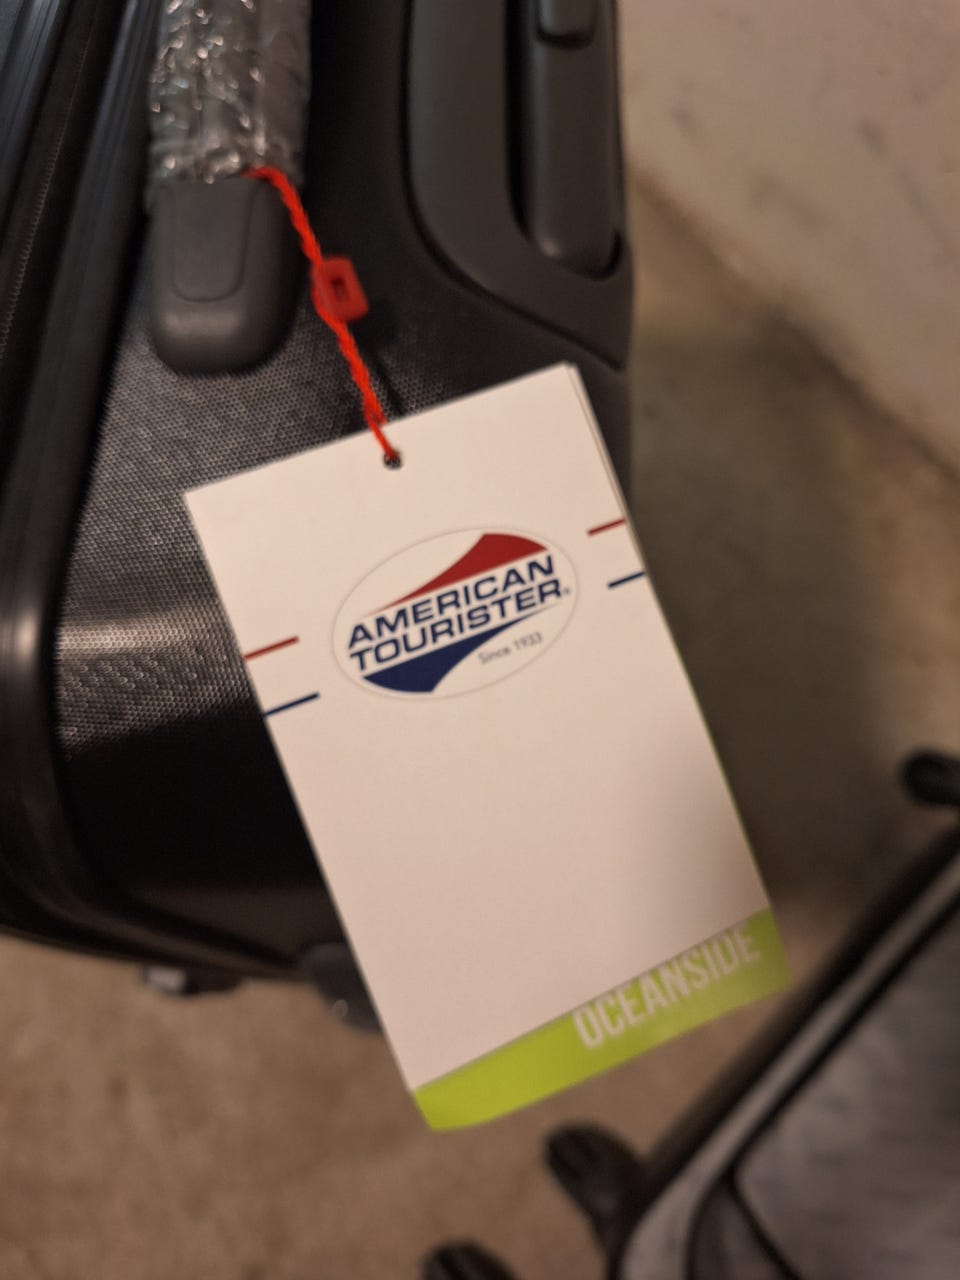 AMERICAN
TOURISTER®
Since 1933
OCEANSIDE